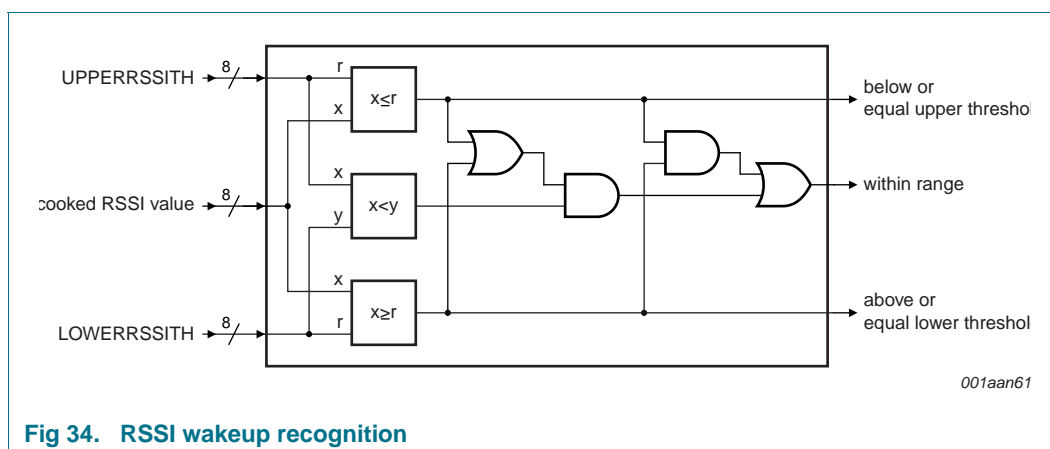 UPPERRSSITH
8
r
x≤r
below or
equal upper threshol
x
x
cooked RSSI value
8
x<y
within range
y
x
x≥r
above or
equal lower threshold
LOWERRSSITH
8
r
001aan61
Fig 34. RSSI wakeup recognition